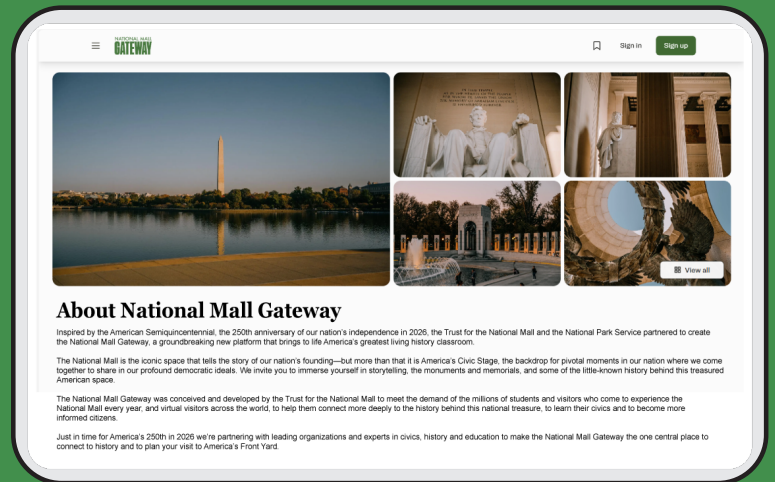 NATIONAL MALL
GATEWAY
Sign in
Sign up
View all
About National Mall Gateway
Inspired by the American Semiquincentennial, the 250th anniversary of our nation's independence in 2026, the Trust for the National Mall and the National Park Service partnered to create
the National Mall Gateway, a groundbreaking new platform that brings to life America's greatest living history classroom.
The National Mall is the iconic space that tells the story of our nation's founding—but more than that it is America's Civic Stage, the backdrop for pivotal moments in our nation where we come
together to share in our profound democratic ideals. We invite you to immerse yourself in storytelling, the monuments and memorials, and some of the little-known history behind this treasured
American space.
The National Mall Gateway was conceived and developed by the Trust for the National Mall to meet the demand of the millions of students and visitors who come to experience the
National Mall every year, and virtual visitors across the world, to help them connect more deeply to the history behind this national treasure, to learn their civics and to become more
informed citizens.
Just in time for America's 250th in 2026 we're partnering with leading organizations and experts in civics, history and education to make the National Mall Gateway the one central place to
connect to history and to plan your visit to America's Front Yard.